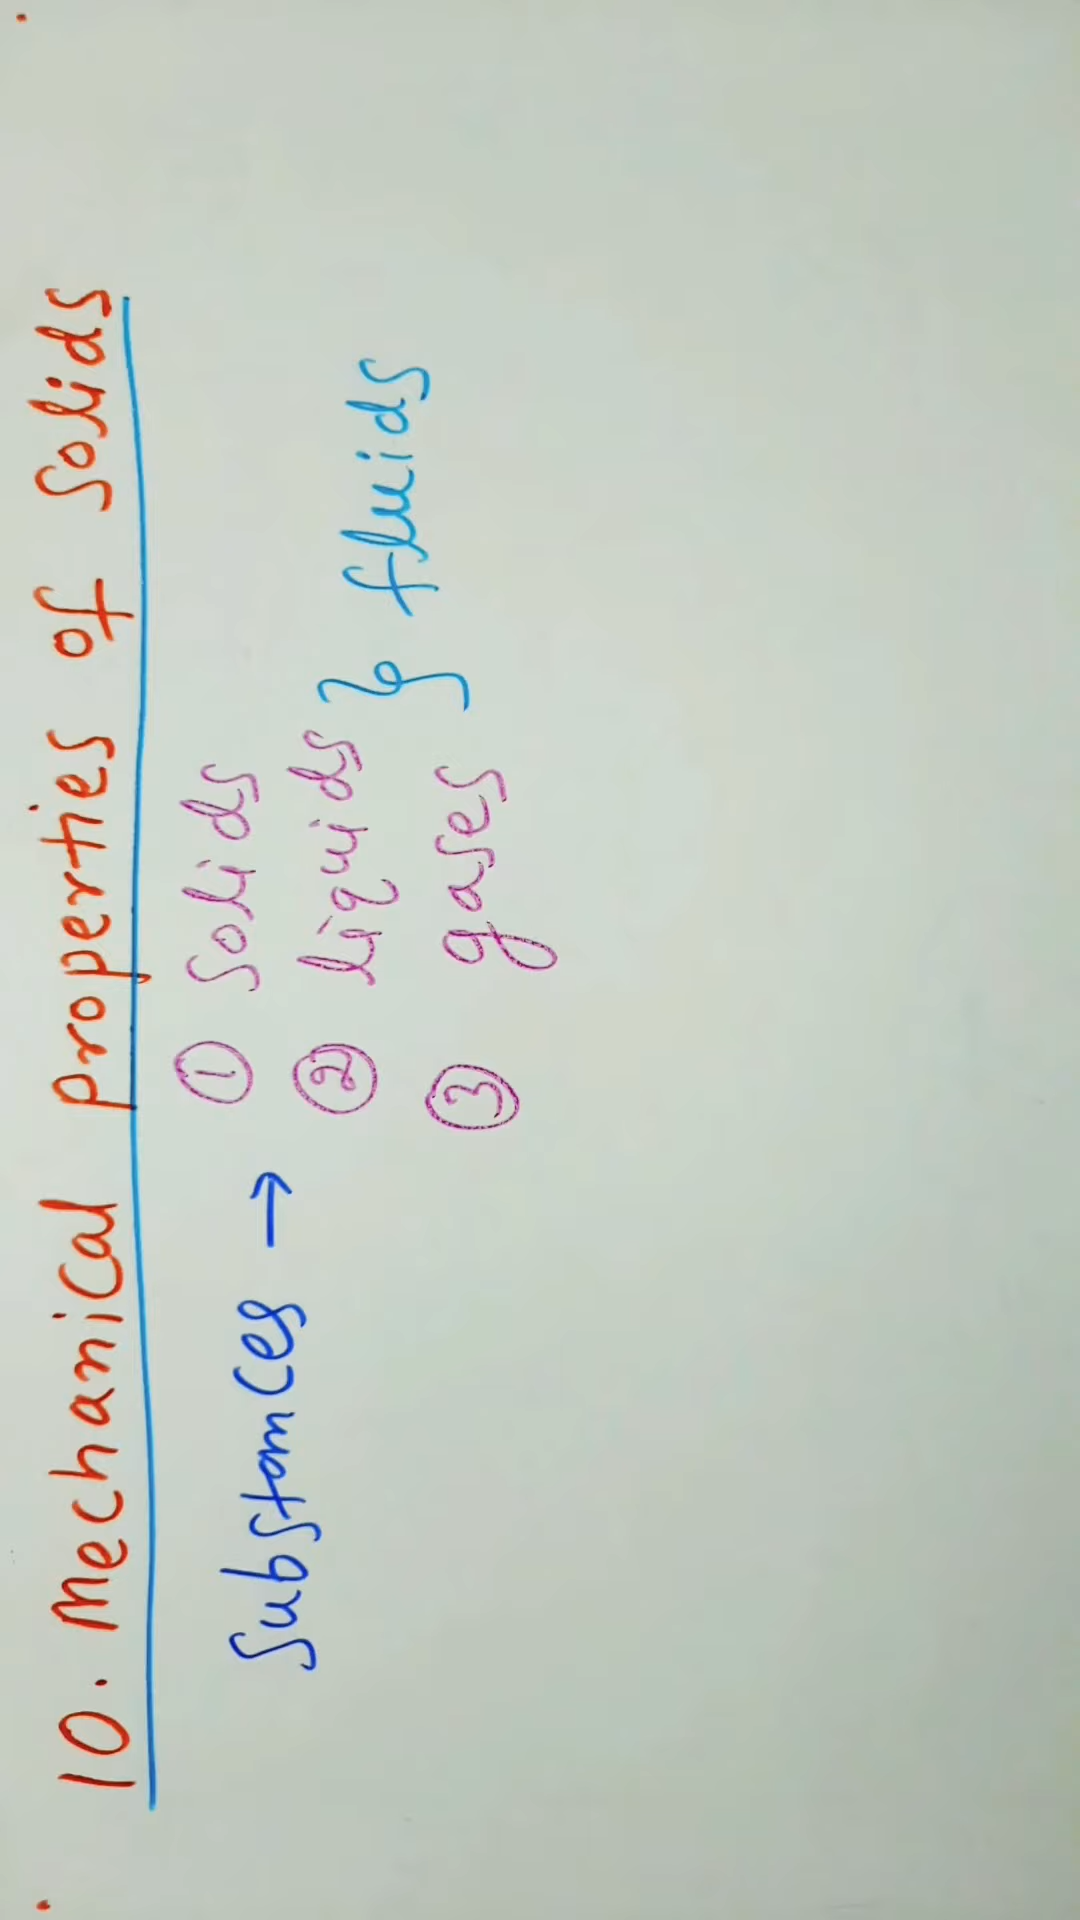 10. Mechanical properties of Solids
Substances → ① Solids
② liquids } fluids
③ gases